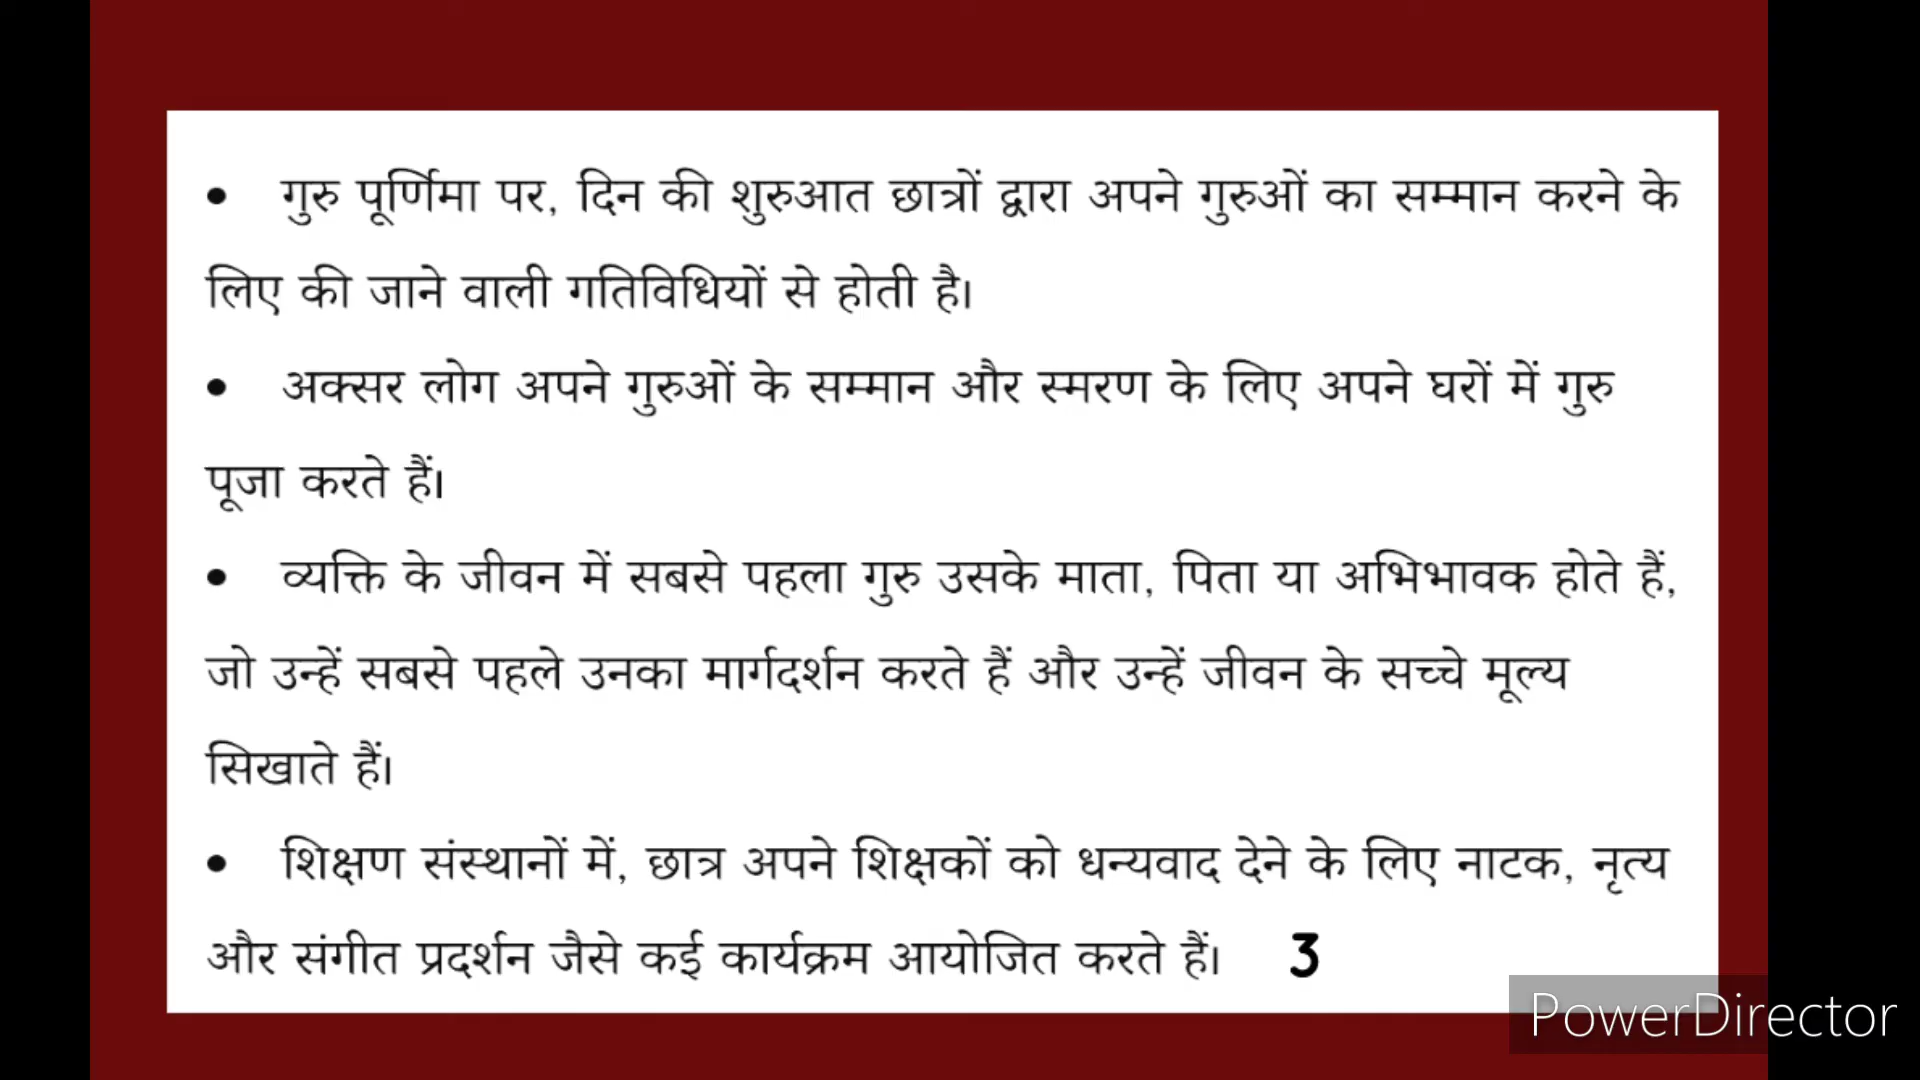 • गुरु पूर्णिमा पर, दिन की शुरुआत छात्रों द्वारा अपने गुरुओं का सम्मान करने के
लिए की जाने वाली गतिविधियों से होती है।
• अक्सर लोग अपने गुरुओं के सम्मान और स्मरण के लिए अपने घरों में गुरु
पूजा करते हैं।
• व्यक्ति के जीवन में सबसे पहला गुरु उसके माता, पिता या अभिभावक होते हैं,
जो उन्हें सबसे पहले उनका मार्गदर्शन करते हैं और उन्हें जीवन के सच्चे मूल्य
सिखाते हैं।
• शिक्षण संस्थानों में, छात्र अपने शिक्षकों को धन्यवाद देने के लिए नाटक, नृत्य
और संगीत प्रदर्शन जैसे कई कार्यक्रम आयोजित करते हैं। 3
PowerDirector